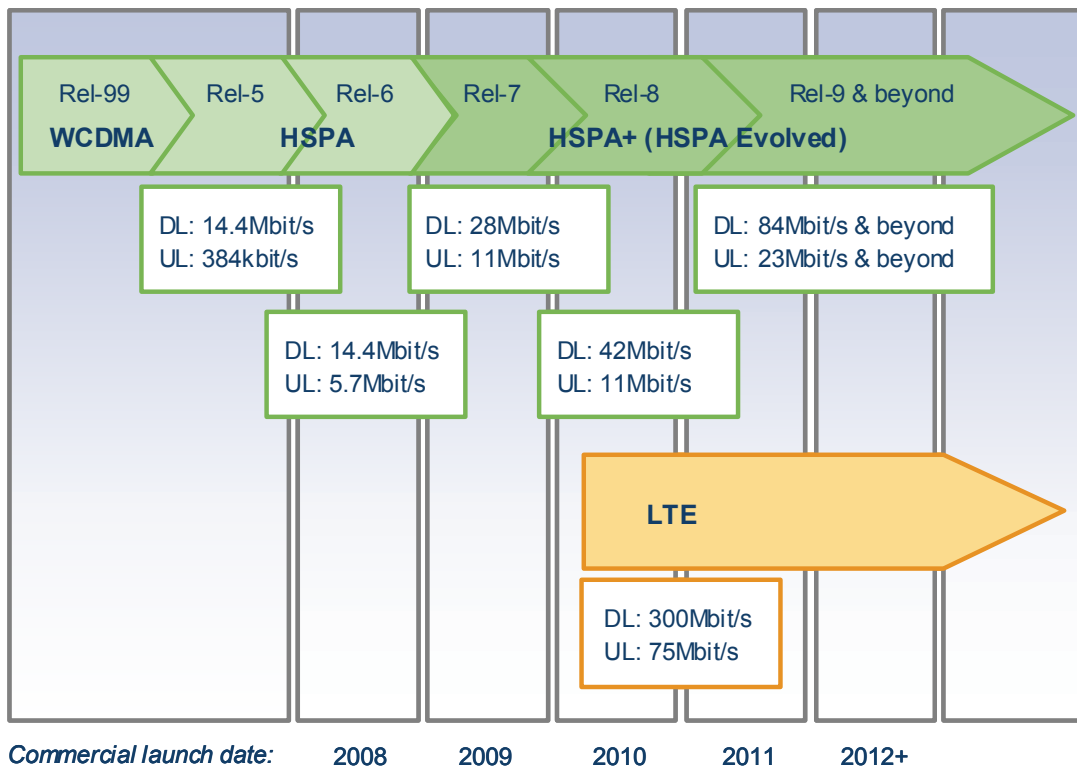 Rel-99
Rel-5
Rel-6
Rel-7
Rel-8
Rel-9 & beyond
WCDMA
HSPA
HSPA+ (HSPA Evolved)
DL: 14.4Mbit/s
UL: 384kbit/s
DL: 28Mbit/s
UL: 11Mbit/s
DL: 84Mbit/s & beyond
UL: 23Mbit/s & beyond
DL: 14.4Mbit/s
UL: 5.7Mbit/s
DL: 42Mbit/s
UL: 11Mbit/s
LTE
DL: 300Mbit/s
UL: 75Mbit/s
Commercial launch date: 2008 2009 2010 2011 2012+